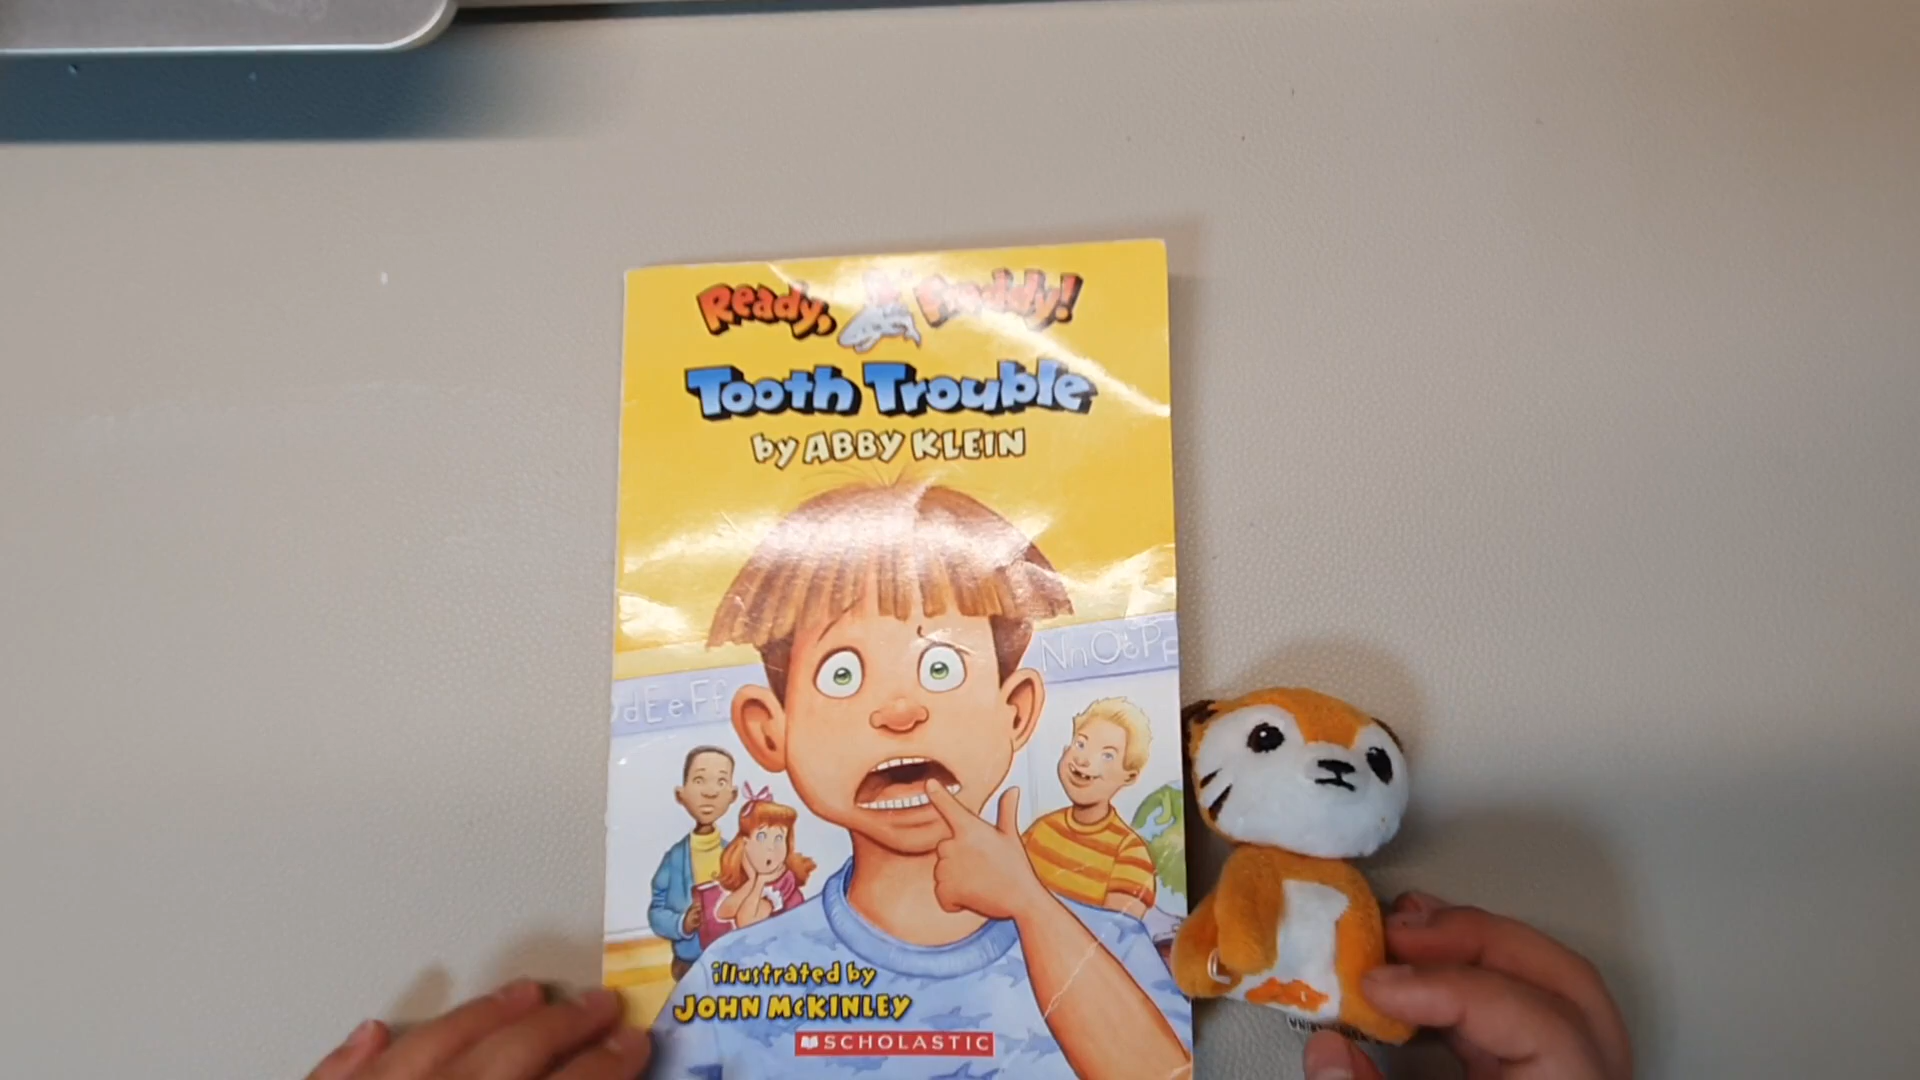 Ready, Freddy!
Tooth Trouble
by ABBY KLEIN
NnOoPp
dEeFf
illustrated by
JOHN McKINLEY
SCHOLASTIC